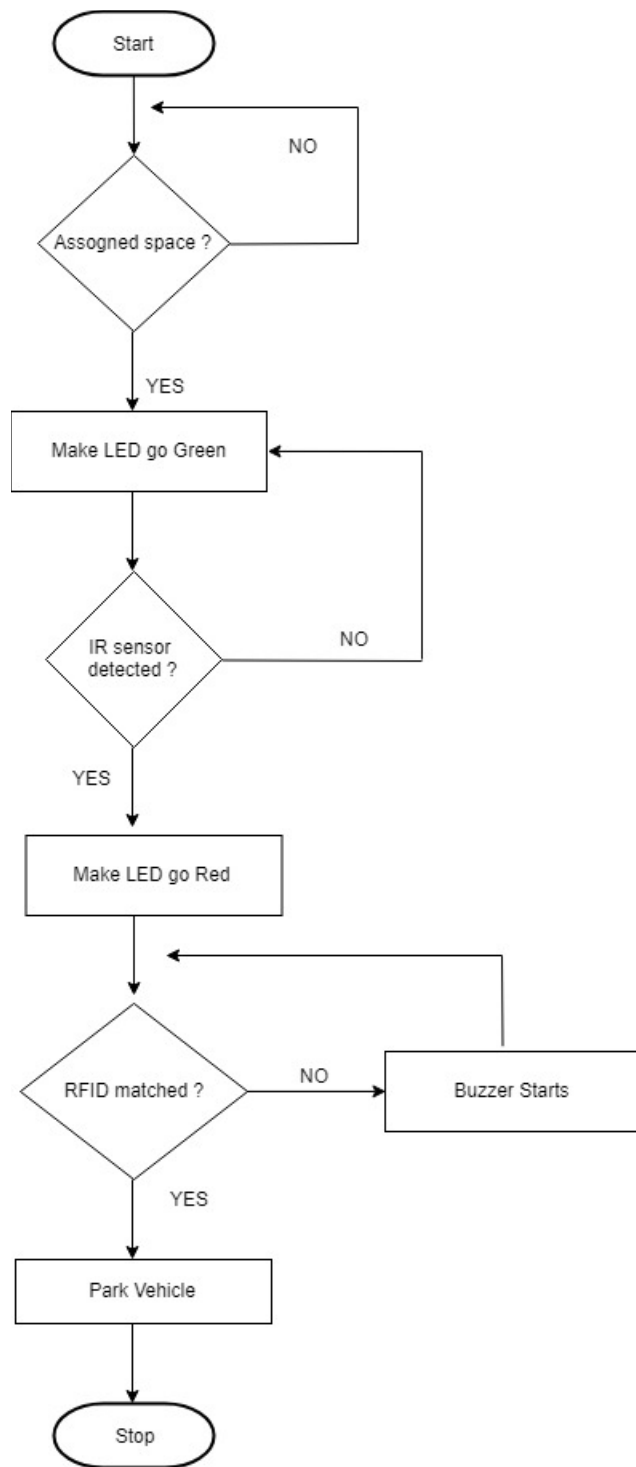 Start
NO
Assogned space ?
YES
Make LED go Green
IR sensor
detected ?
NO
YES
Make LED go Red
RFID matched ?
NO
Buzzer Starts
YES
Park Vehicle
Stop